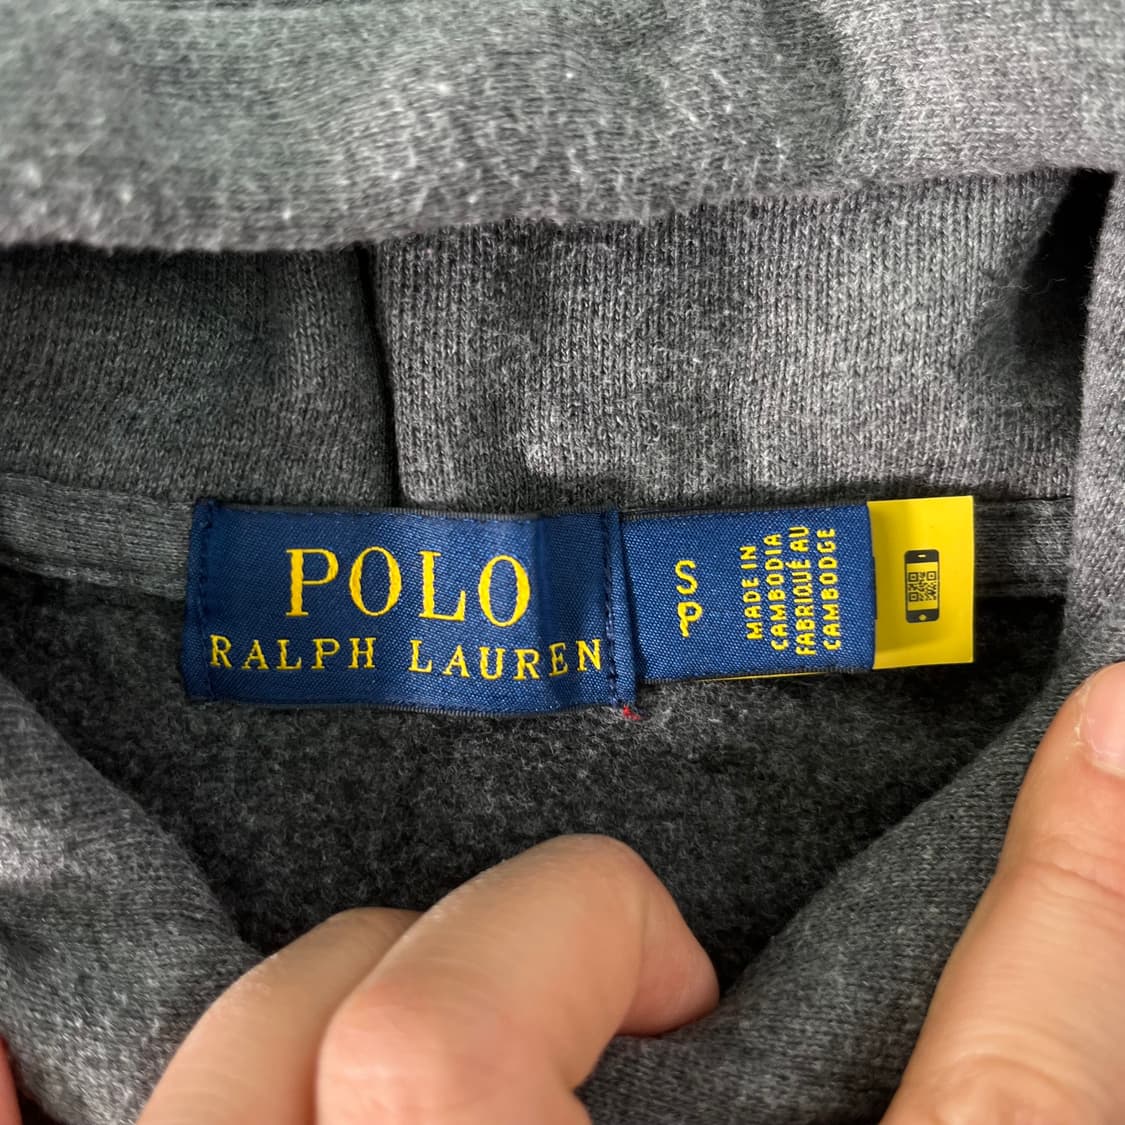 POLO
RALPH LAUREN
S
P
MADE IN
CAMBODIA
FABRIQUÉ AU
CAMBODGE